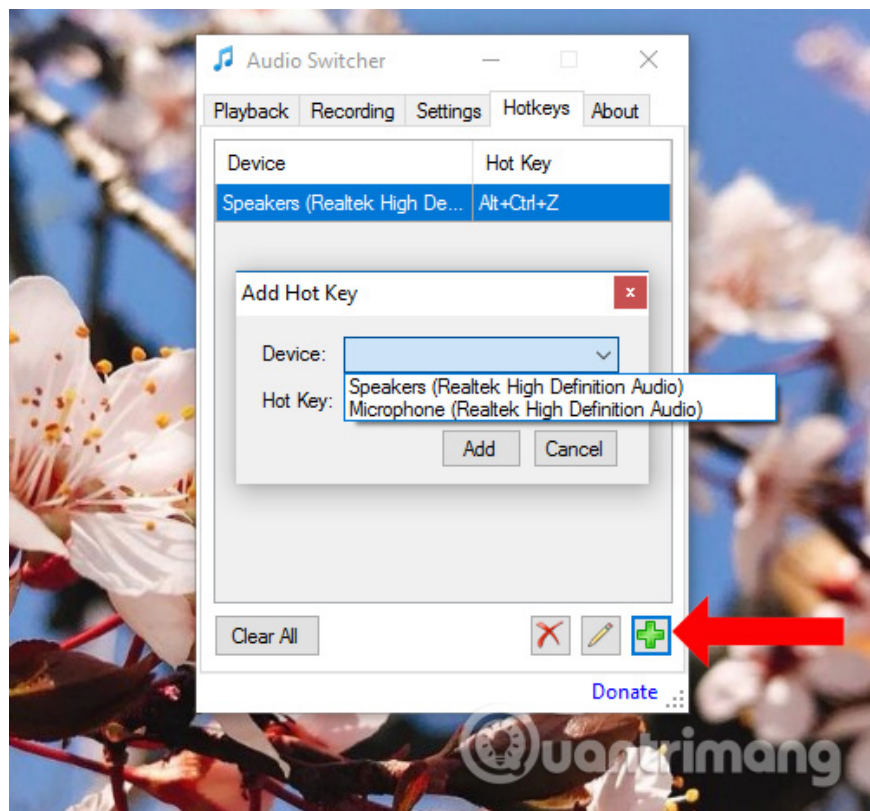 Audio Switcher
Playback Recording Settings Hotkeys About
Device Hot Key
Speakers (Realtek High De... Alt+Ctrl+Z
Add Hot Key
Device:
Speakers (Realtek High Definition Audio)
Hot Key:
Microphone (Realtek High Definition Audio)
Add Cancel
Clear All
Donate
Quantrimang